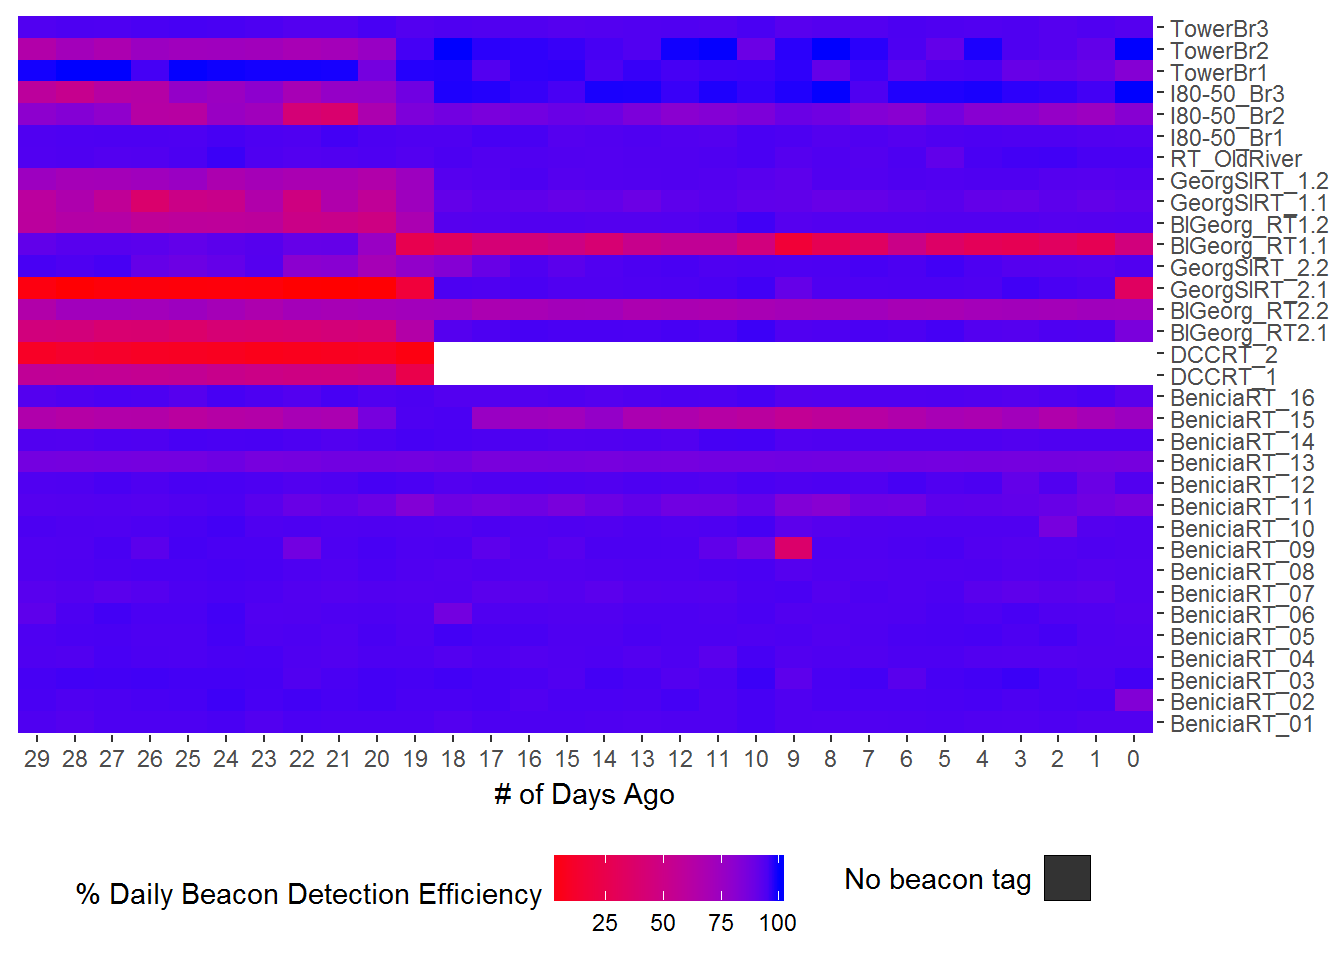 TowerBr3
TowerBr2
TowerBr1
I80-50_Br3
I80-50_Br2
I80-50_Br1
RT_OldRiver
GeorgSlRT_1.2
GeorgSlRT_1.1
BlGeorg_RT1.2
BlGeorg_RT1.1
GeorgSlRT_2.2
GeorgSlRT_2.1
BlGeorg_RT2.2
BlGeorg_RT2.1
DCCRT_2
DCCRT_1
BeniciaRT_16
BeniciaRT_15
BeniciaRT_14
BeniciaRT_13
BeniciaRT_12
BeniciaRT_11
BeniciaRT_10
BeniciaRT_09
BeniciaRT_08
BeniciaRT_07
BeniciaRT_06
BeniciaRT_05
BeniciaRT_04
BeniciaRT_03
BeniciaRT_02
BeniciaRT_01
29 28 27 26 25 24 23 22 21 20 19 18 17 16 15 14 13 12 11 10 9 8 7 6 5 4 3 2 1 0
# of Days Ago
% Daily Beacon Detection Efficiency
25 50 75 100
No beacon tag